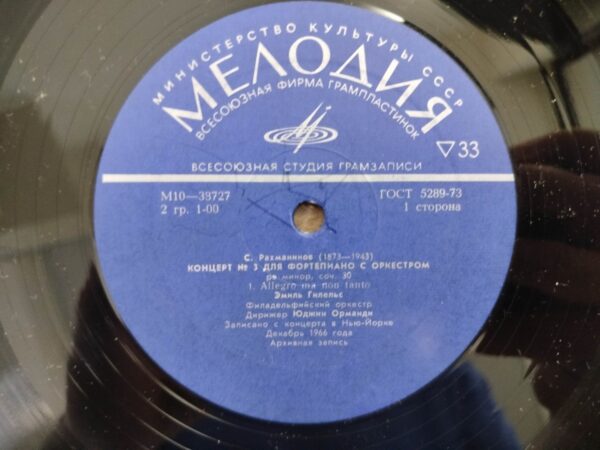 МИНИСТЕРСТВО КУЛЬТУРЫ СССР
МЕЛОДИЯ
ВСЕСОЮЗНАЯ ФИРМА ГРАМПЛАСТИНОК
▽33
ВСЕСОЮЗНАЯ СТУДИЯ ГРАМЗАПИСИ
М10—38727 ГОСТ 5289-73
2 гр. 1-00 1 сторона
С. Рахманинов (1873—1943)
КОНЦЕРТ № 3 ДЛЯ ФОРТЕПИАНО С ОРКЕСТРОМ
ре минор, соч. 30
1. Allegro ma non tanto
Эмиль Гилельс
Филадельфийский оркестр
Дирижер Юджин Орманди
Записано с концерта в Нью-Йорке
Декабрь 1966 года
Архивная запись